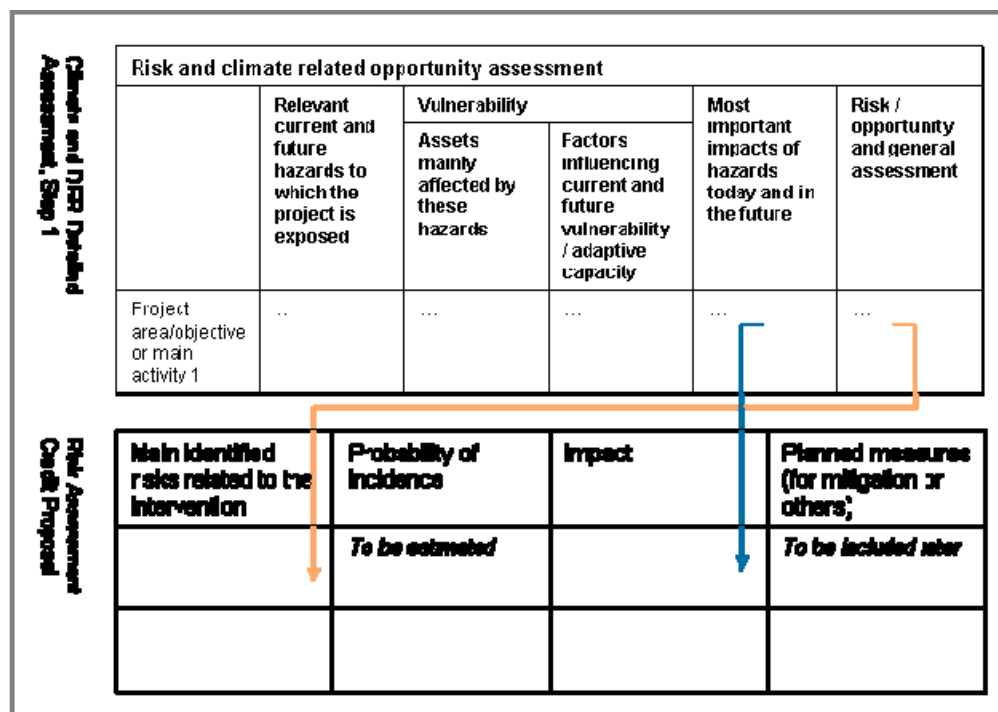 Climate and DRR Detailed
Assessment, Step 1
Risk and climate related opportunity assessment
Relevant
current and
future
hazards to
which the
project is
exposed
Vulnerability
Assets
mainly
affected by
these
hazards
Factors
influencing
current and
future
vulnerability
/ adaptive
capacity
Most
important
impacts of
hazards
today and in
the future
Risk /
opportunity
and general
assessment
Project
area/objective
or main
activity 1
..
...
...
...
...
Risk Assessment
Credit Proposal
Main identified
risks related to the
intervention
Probability of
incidence
Impact
Planned measures
(for mitigation or
others)
To be estimated
To be included later